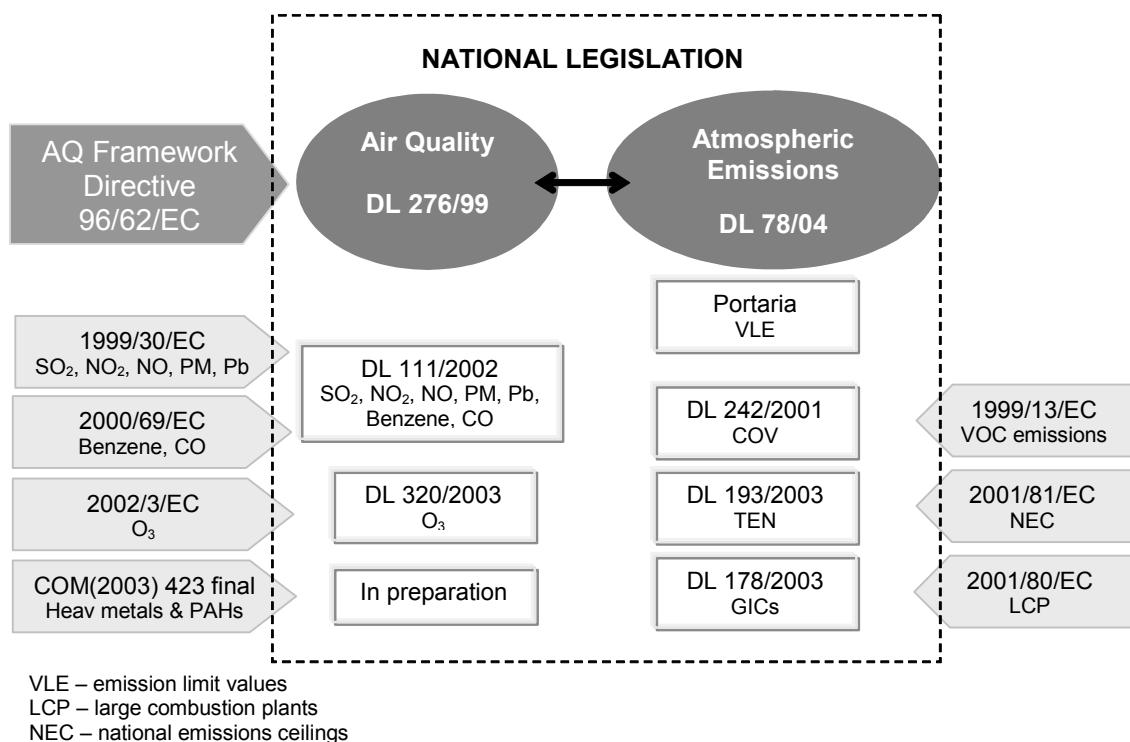 NATIONAL LEGISLATION
AQ Framework
Directive
96/62/EC
Air Quality
DL 276/99
Atmospheric
Emissions
DL 78/04
Portaria
VLE
1999/30/EC
SO₂, NO₂, NO, PM, Pb
DL 111/2002
SO₂, NO₂, NO, PM, Pb,
Benzene, CO
2000/69/EC
Benzene, CO
DL 242/2001
COV
1999/13/EC
VOC emissions
2002/3/EC
O₃
DL 320/2003
O₃
DL 193/2003
TEN
2001/81/EC
NEC
COM(2003) 423 final
Heav metals & PAHs
In preparation
DL 178/2003
GICs
2001/80/EC
LCP
VLE – emission limit values
LCP – large combustion plants
NEC – national emissions ceilings